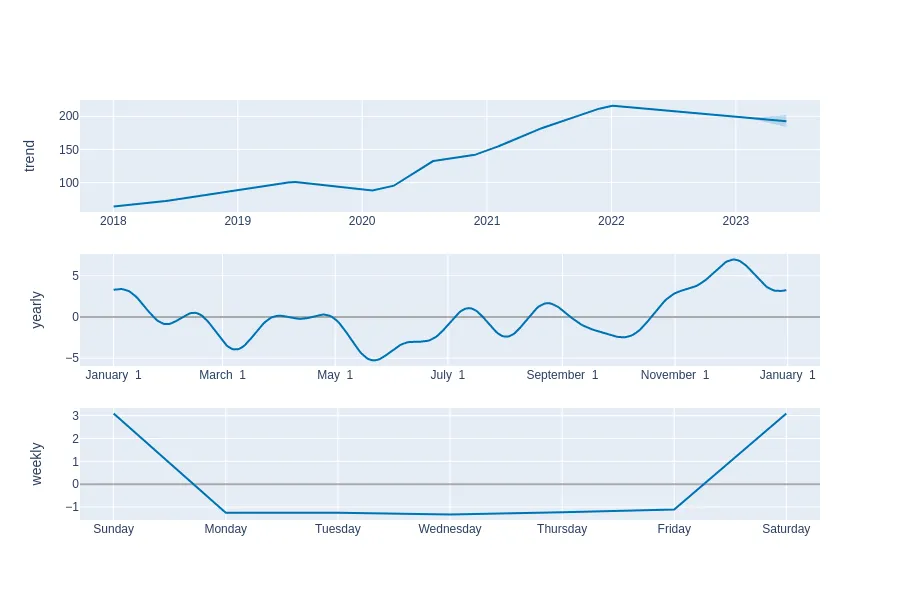 trend
200
150
100
2018 2019 2020 2021 2022 2023
yearly
5
0
−5
January 1 March 1 May 1 July 1 September 1 November 1 January 1
weekly
3
2
1
0
−1
Sunday Monday Tuesday Wednesday Thursday Friday Saturday